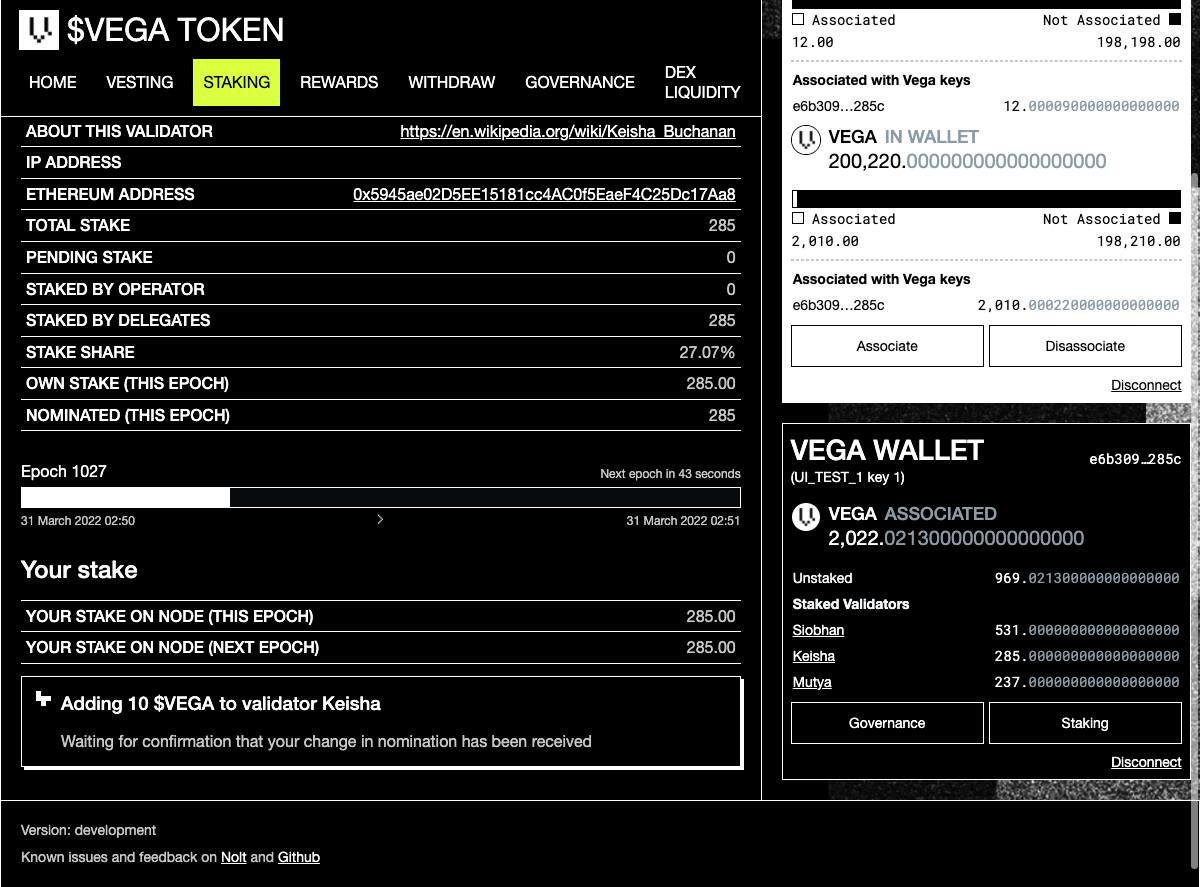 $VEGA TOKEN
HOME VESTING STAKING REWARDS WITHDRAW GOVERNANCE DEX LIQUIDITY
ABOUT THIS VALIDATOR https://en.wikipedia.org/wiki/Keisha_Buchanan
IP ADDRESS
ETHEREUM ADDRESS 0x5945ae02D5EE15181cc4AC0f5EaeF4C25Dc17Aa8
TOTAL STAKE 285
PENDING STAKE 0
STAKED BY OPERATOR 0
STAKED BY DELEGATES 285
STAKE SHARE 27.07%
OWN STAKE (THIS EPOCH) 285.00
NOMINATED (THIS EPOCH) 285
Epoch 1027 Next epoch in 43 seconds
31 March 2022 02:50 31 March 2022 02:51
Your stake
YOUR STAKE ON NODE (THIS EPOCH) 285.00
YOUR STAKE ON NODE (NEXT EPOCH) 285.00
Adding 10 $VEGA to validator Keisha
Waiting for confirmation that your change in nomination has been received
Associated Not Associated
12.00 198,198.00
Associated with Vega keys
e6b309…285c 12.000090000000000000
VEGA IN WALLET
200,220.000000000000000000
Associated Not Associated
2,010.00 198,210.00
Associated with Vega keys
e6b309…285c 2,010.000220000000000000
Associate Disassociate
Disconnect
VEGA WALLET e6b309…285c
(UI_TEST_1 key 1)
VEGA ASSOCIATED
2,022.021300000000000000
Unstaked 969.021300000000000000
Staked Validators
Siobhan 531.000000000000000000
Keisha 285.000000000000000000
Mutya 237.000000000000000000
Governance Staking
Disconnect
Version: development
Known issues and feedback on Nolt and Github